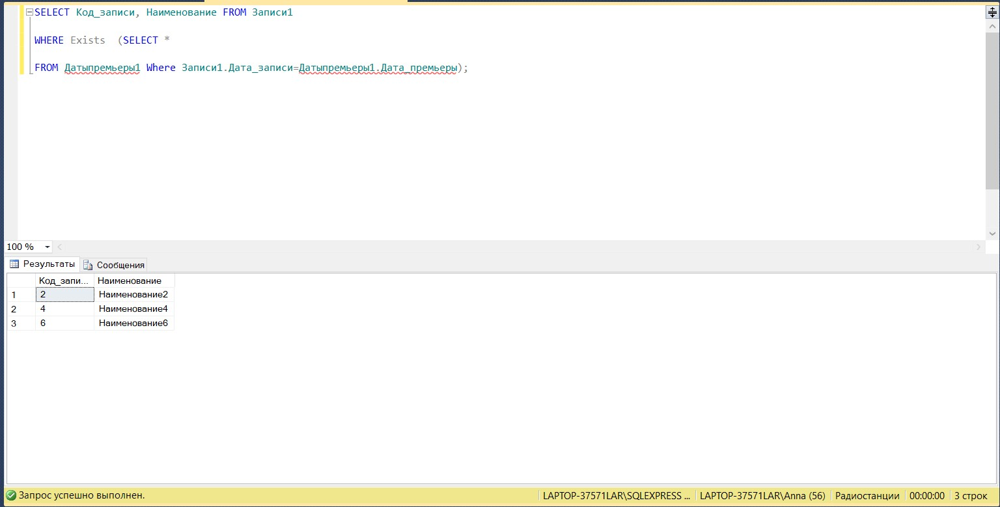 SELECT Код_записи, Наименование FROM Записи1
WHERE Exists  (SELECT *
FROM Датыпремьеры1 Where Записи1.Дата_записи=Датыпремьеры1.Дата_премьеры);
100 %
Результаты Сообщения
Код_запи... Наименование
1 2 Наименование2
2 4 Наименование4
3 6 Наименование6
Запрос успешно выполнен. LAPTOP-37571LAR\SQLEXPRESS ... LAPTOP-37571LAR\Anna (56) Радиостанции 00:00:00 3 строк